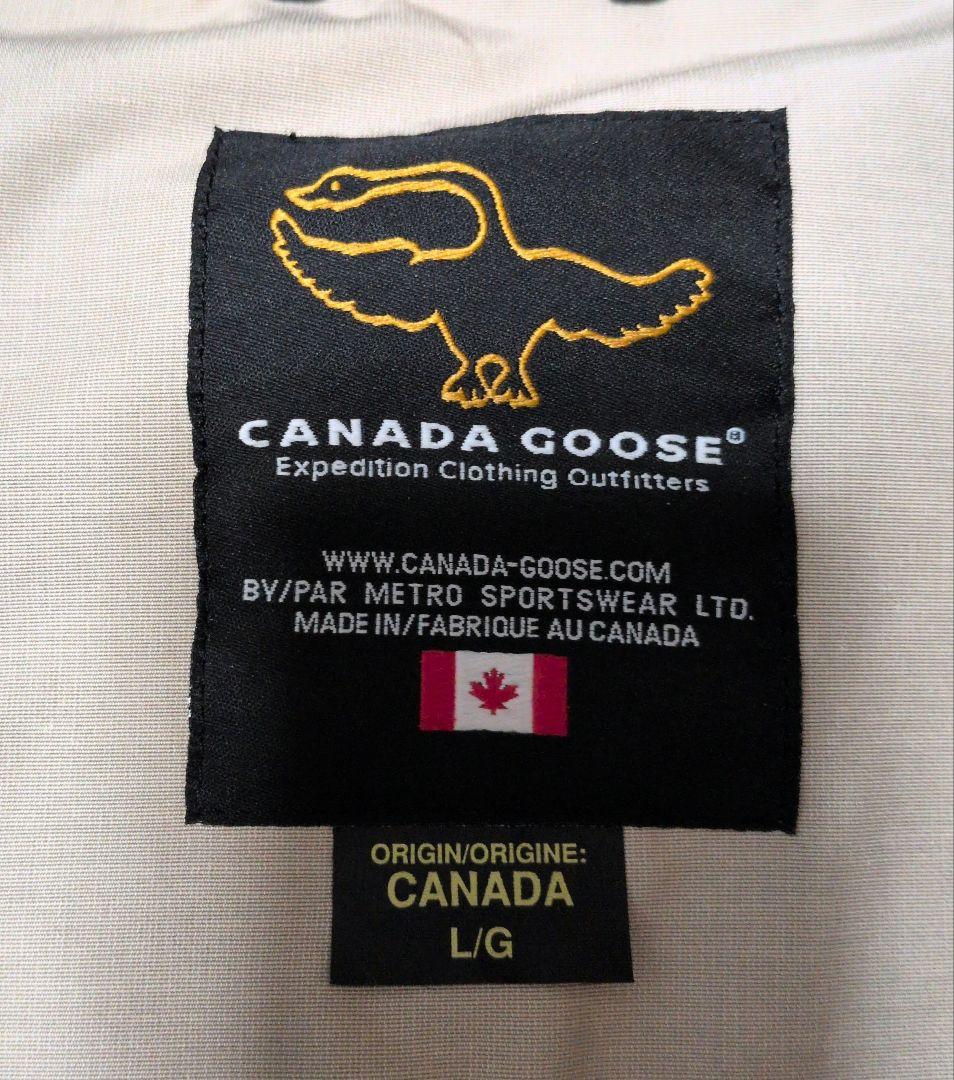 CANADA GOOSE®
Expedition Clothing Outfitters
WWW.CANADA-GOOSE.COM
BY/PAR METRO SPORTSWEAR LTD.
MADE IN/FABRIQUE AU CANADA
ORIGIN/ORIGINE:
CANADA
L/G